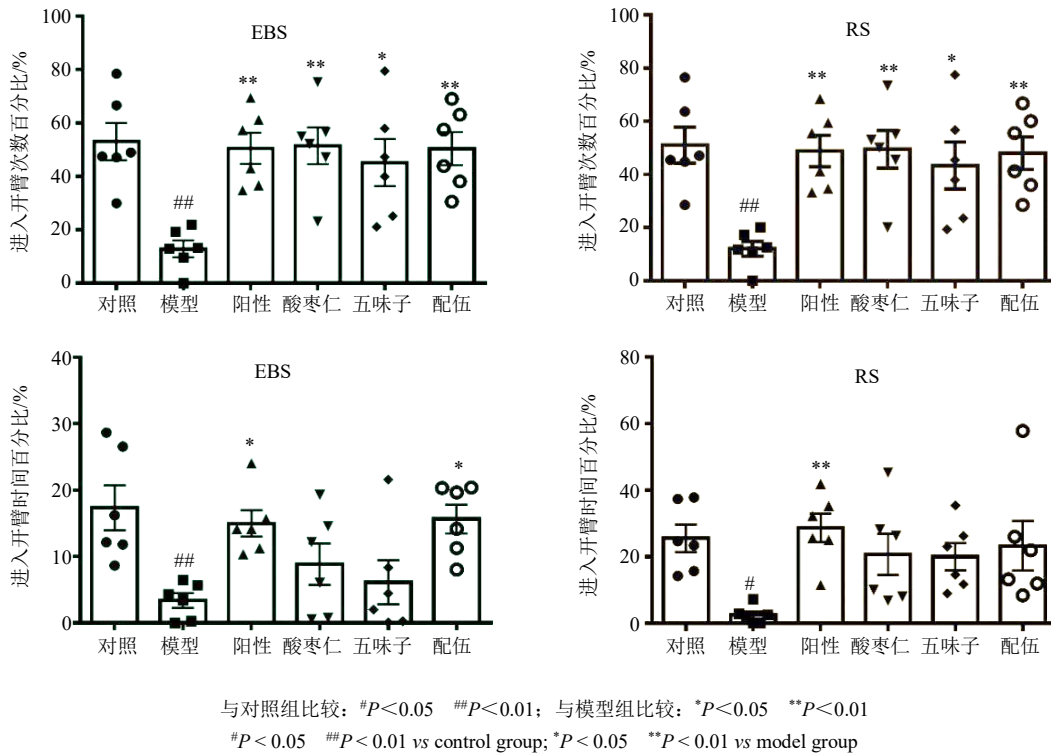 EBS
进入开臂次数百分比/%
100
80
60
40
20
0
** ** * **
##
对照 模型 阳性 酸枣仁 五味子 配伍
RS
进入开臂次数百分比/%
100
80
60
40
20
0
** ** * **
##
对照 模型 阳性 酸枣仁 五味子 配伍
EBS
进入开臂时间百分比/%
40
30
20
10
0
* *
##
对照 模型 阳性 酸枣仁 五味子 配伍
RS
进入开臂时间百分比/%
80
60
40
20
0
**
#
对照 模型 阳性 酸枣仁 五味子 配伍
与对照组比较：#P＜0.05 ##P＜0.01；与模型组比较：*P＜0.05 **P＜0.01
#P < 0.05 ##P < 0.01 vs control group; *P < 0.05 **P < 0.01 vs model group